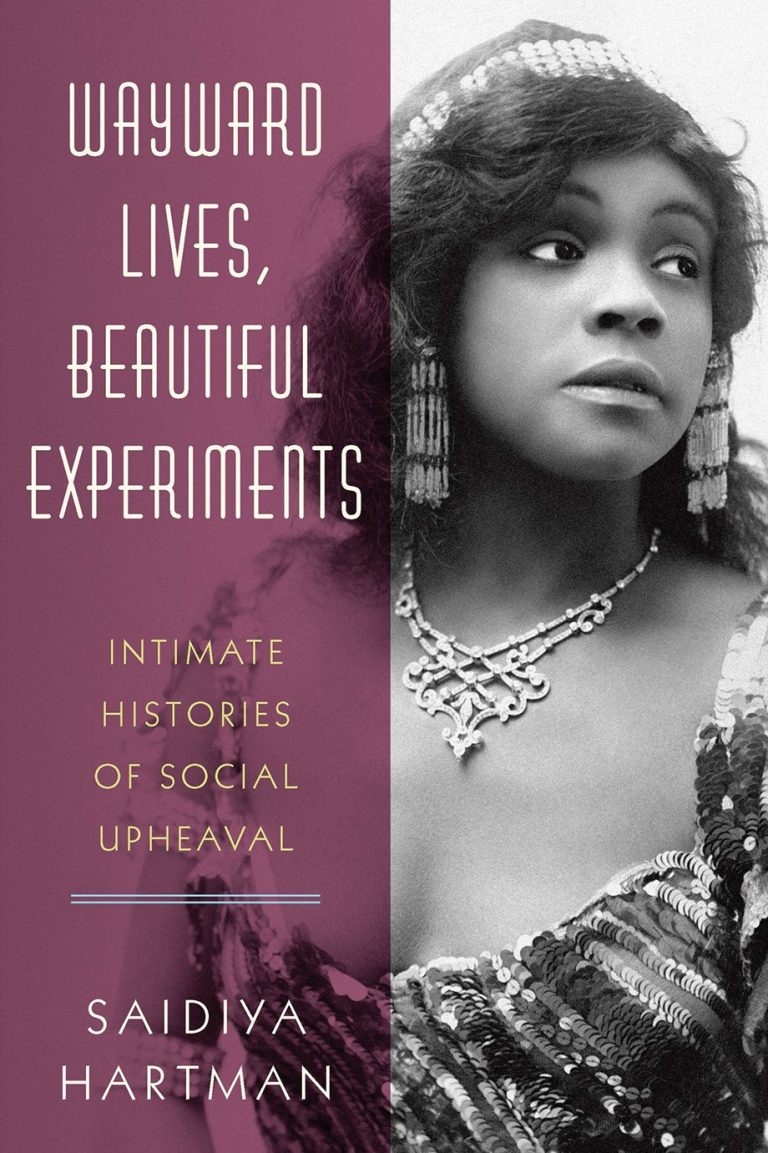 WAYWARD
LIVES,
BEAUTIFUL
EXPERIMENTS
INTIMATE
HISTORIES
OF SOCIAL
UPHEAVAL
SAIDIYA
HARTMAN